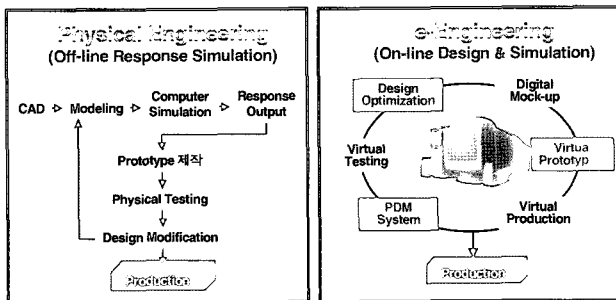 Physical Engineering
(Off-line Response Simulation)
CAD
Modeling
Computer
Simulation
Response
Output
Prototype 제작
Physical Testing
Design Modification
Production
e-Engineering
(On-line Design & Simulation)
Design
Optimization
Digital
Mock-up
Virtual
Testing
Virtua
Prototyp
PDM
System
Virtual
Production
Production